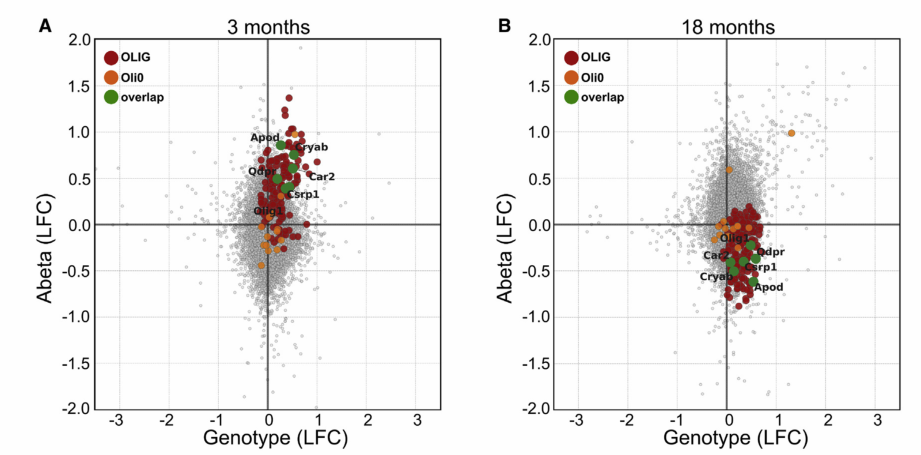 A
3 months
2.0
1.5
1.0
0.5
0.0
-0.5
-1.0
-1.5
-2.0
OLIG
Oli0
overlap
Apod
Cryab
Qdpr
Car2
Csrp1
Olig1
-3 -2 -1 0 1 2 3
Genotype (LFC)
Abeta (LFC)
B
18 months
2.0
1.5
1.0
0.5
0.0
-0.5
-1.0
-1.5
-2.0
OLIG
Oli0
overlap
Olig1
Car2
Qdpr
Csrp1
Cryab
Apod
-3 -2 -1 0 1 2 3
Genotype (LFC)
Abeta (LFC)